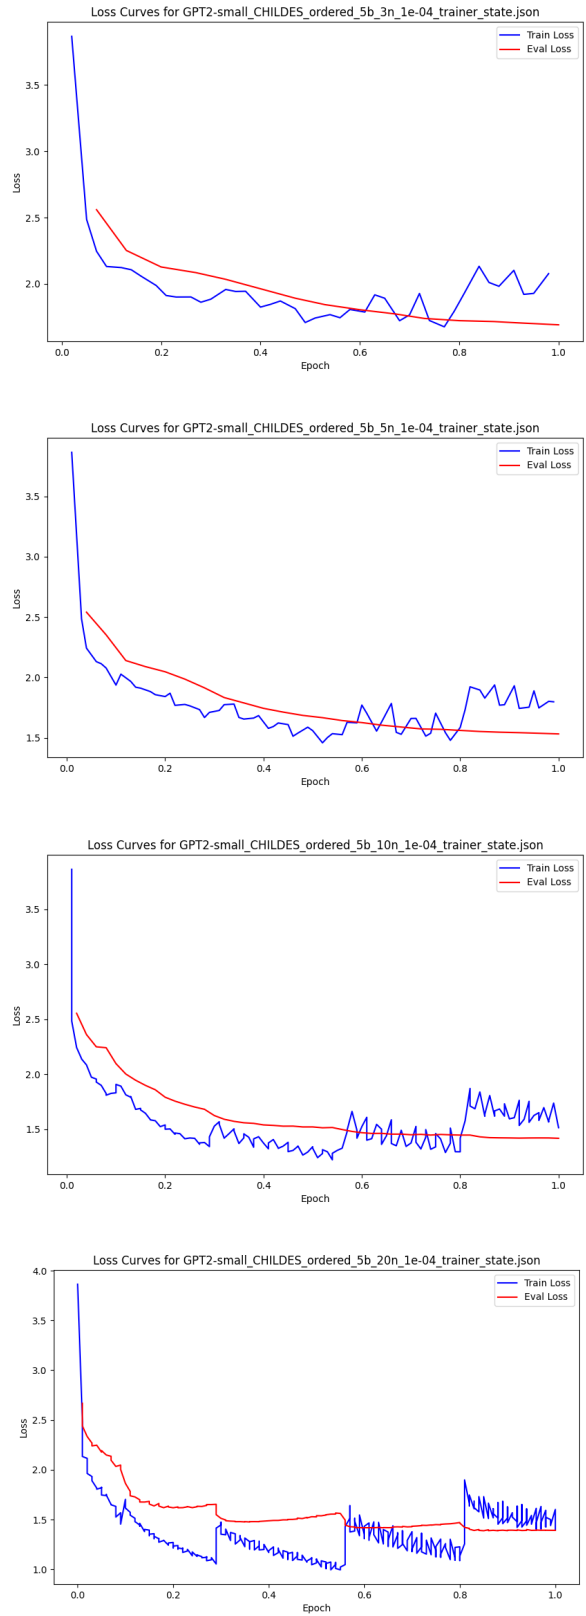 Loss Curves for GPT2-small_CHILDES_ordered_5b_3n_1e-04_trainer_state.json
Train Loss
Eval Loss
3.5
3.0
2.5
2.0
Loss
0.0 0.2 0.4 0.6 0.8 1.0
Epoch
Loss Curves for GPT2-small_CHILDES_ordered_5b_5n_1e-04_trainer_state.json
Train Loss
Eval Loss
3.5
3.0
2.5
2.0
1.5
Loss
0.0 0.2 0.4 0.6 0.8 1.0
Epoch
Loss Curves for GPT2-small_CHILDES_ordered_5b_10n_1e-04_trainer_state.json
Train Loss
Eval Loss
3.5
3.0
2.5
2.0
1.5
Loss
0.0 0.2 0.4 0.6 0.8 1.0
Epoch
Loss Curves for GPT2-small_CHILDES_ordered_5b_20n_1e-04_trainer_state.json
Train Loss
Eval Loss
4.0
3.5
3.0
2.5
2.0
1.5
1.0
Loss
0.0 0.2 0.4 0.6 0.8 1.0
Epoch